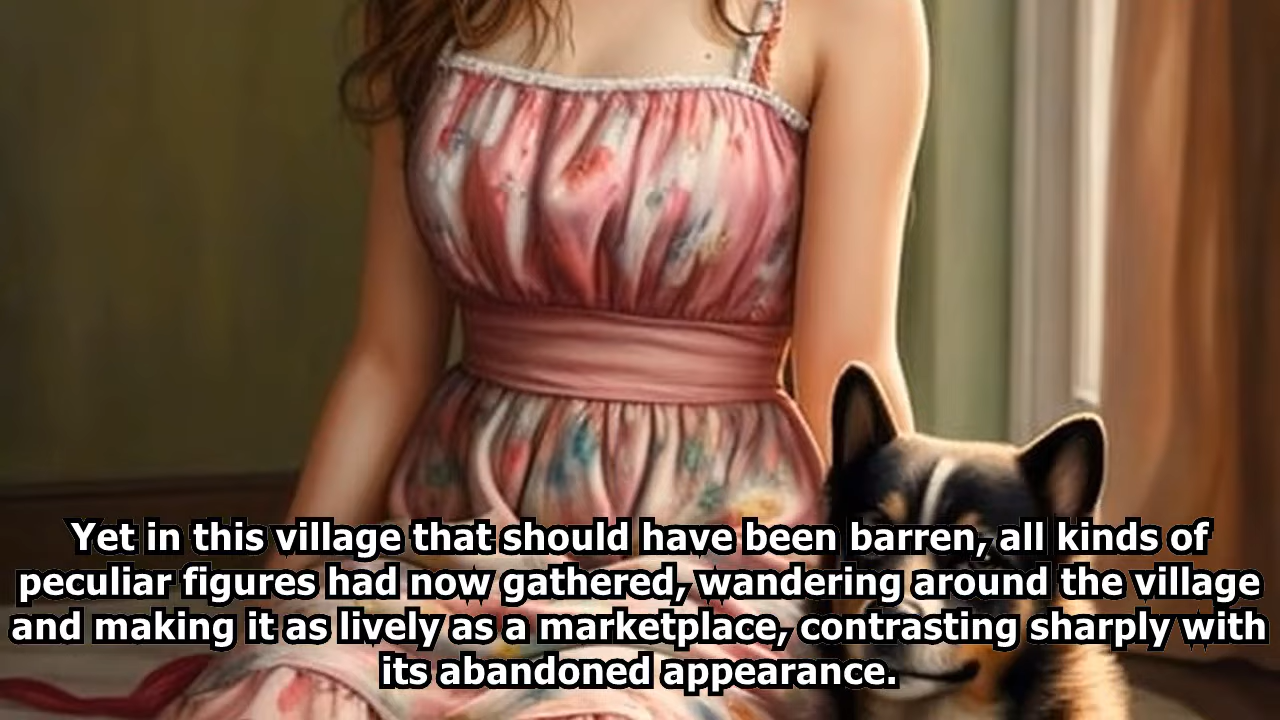 Yet in this village that should have been barren, all kinds of
peculiar figures had now gathered, wandering around the village
and making it as lively as a marketplace, contrasting sharply with
its abandoned appearance.